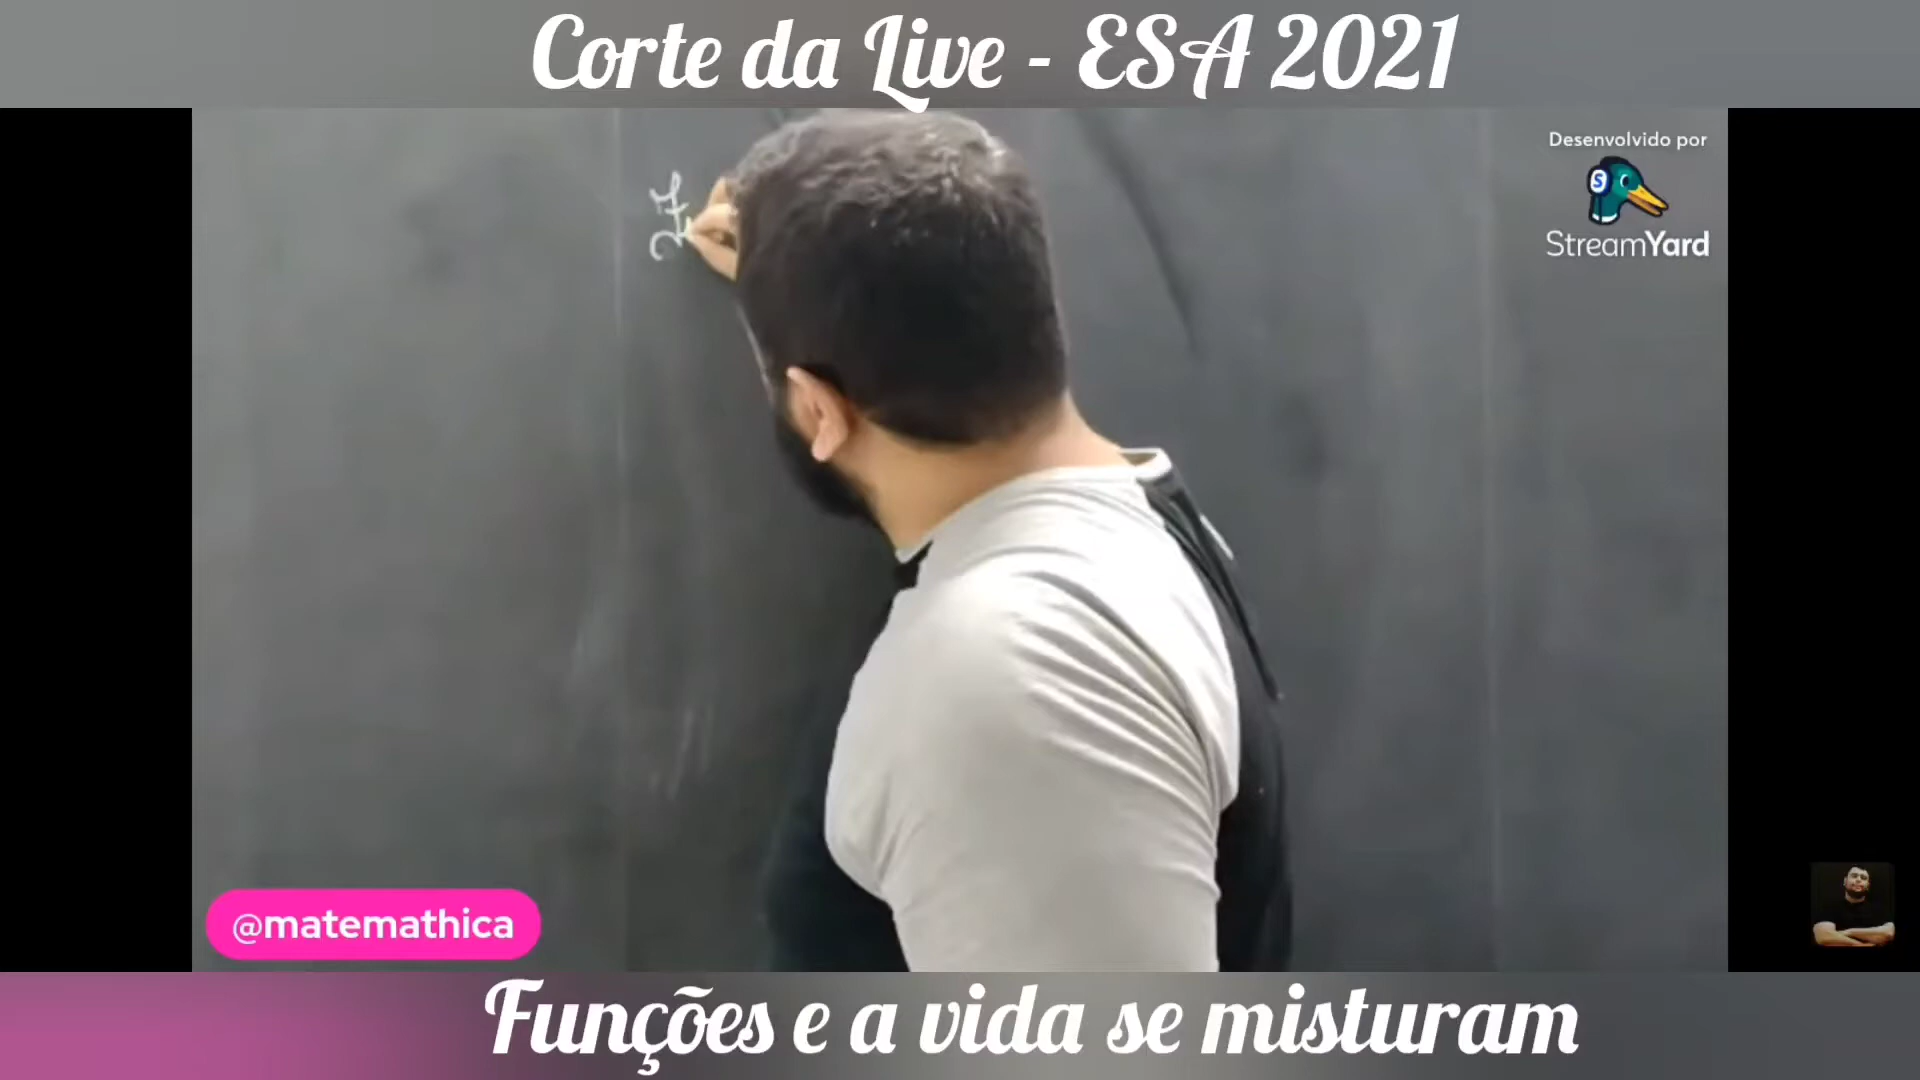 Corte da Live - ESA 2021
Desenvolvido por
S
StreamYard
@matemathica
Funções e a vida se misturam